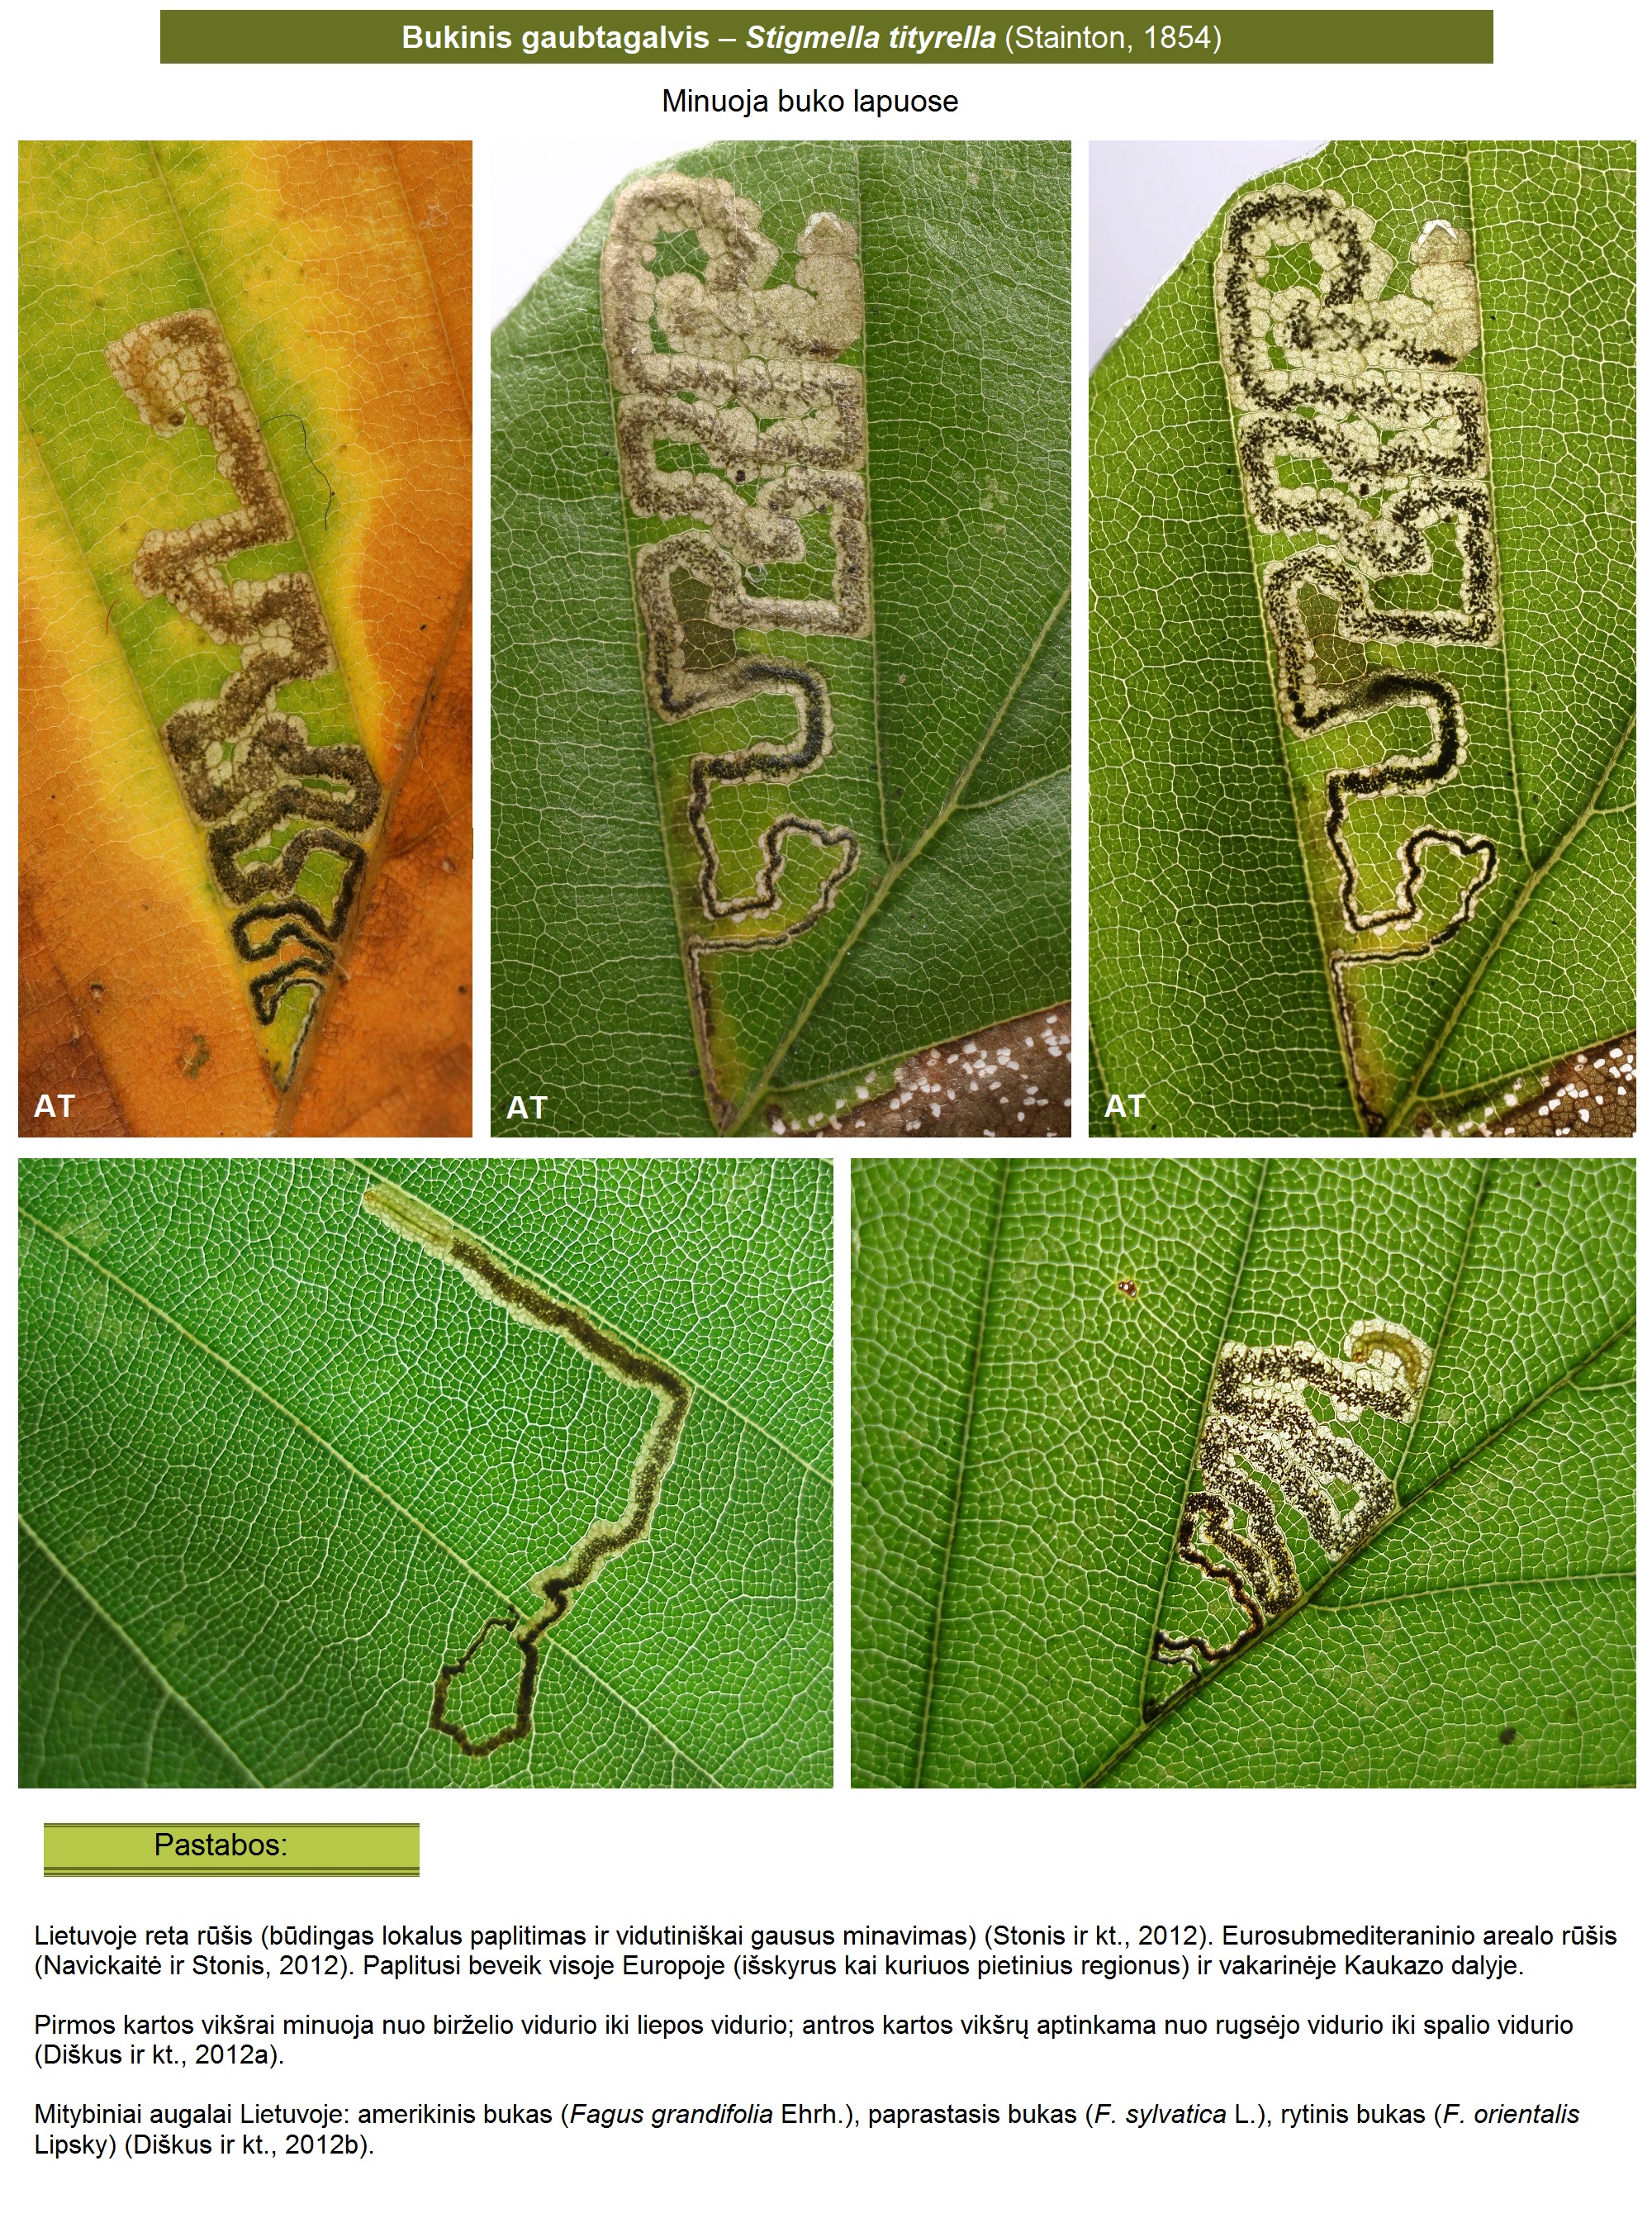 Bukinis gaubtagalvis – Stigmella tityrella (Stainton, 1854)
Minuoja buko lapuose
AT
AT
AT
Pastabos:
Lietuvoje reta rūšis (būdingas lokalus paplitimas ir vidutiniškai gausus minavimas) (Stonis ir kt., 2012). Eurosubmediteraninio arealo rūšis
(Navickaitė ir Stonis, 2012). Paplitusi beveik visoje Europoje (išskyrus kai kuriuos pietinius regionus) ir vakarinėje Kaukazo dalyje.
Pirmos kartos vikšrai minuoja nuo birželio vidurio iki liepos vidurio; antros kartos vikšrų aptinkama nuo rugsėjo vidurio iki spalio vidurio
(Diškus ir kt., 2012a).
Mitybiniai augalai Lietuvoje: amerikinis bukas (Fagus grandifolia Ehrh.), paprastasis bukas (F. sylvatica L.), rytinis bukas (F. orientalis
Lipsky) (Diškus ir kt., 2012b).